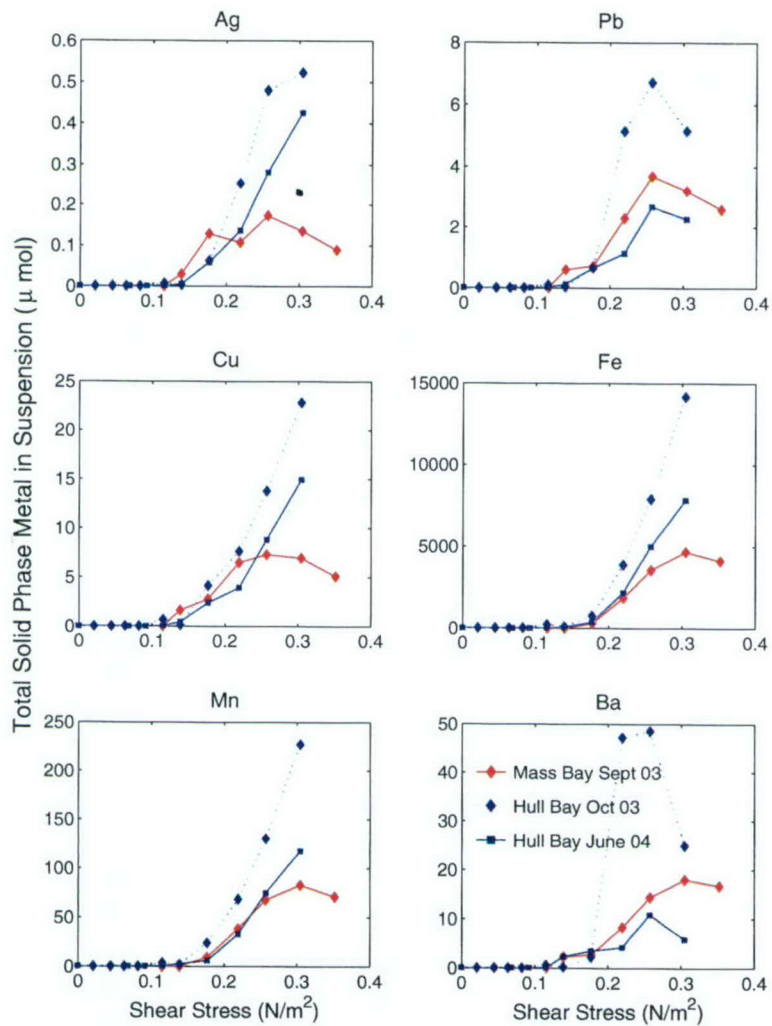 Total Solid Phase Metal in Suspension (μ mol)
Ag
0.6
0.5
0.4
0.3
0.2
0.1
0
0 0.1 0.2 0.3 0.4
Pb
8
6
4
2
0
0 0.1 0.2 0.3 0.4
Cu
25
20
15
10
5
0
0 0.1 0.2 0.3 0.4
Fe
15000
10000
5000
0
0 0.1 0.2 0.3 0.4
Mn
250
200
150
100
50
0
0 0.1 0.2 0.3 0.4
Shear Stress (N/m²)
Ba
50
40
30
20
10
0
Mass Bay Sept 03
Hull Bay Oct 03
Hull Bay June 04
0 0.1 0.2 0.3 0.4
Shear Stress (N/m²)